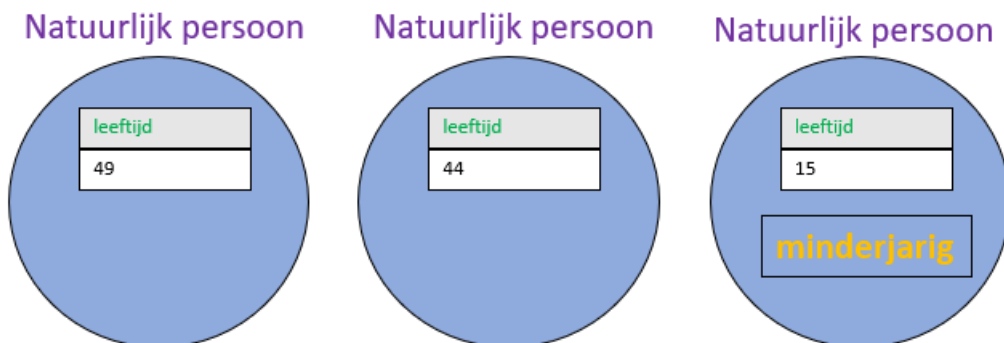 Natuurlijk persoon
leeftijd
49
Natuurlijk persoon
leeftijd
44
Natuurlijk persoon
leeftijd
15
minderjarig